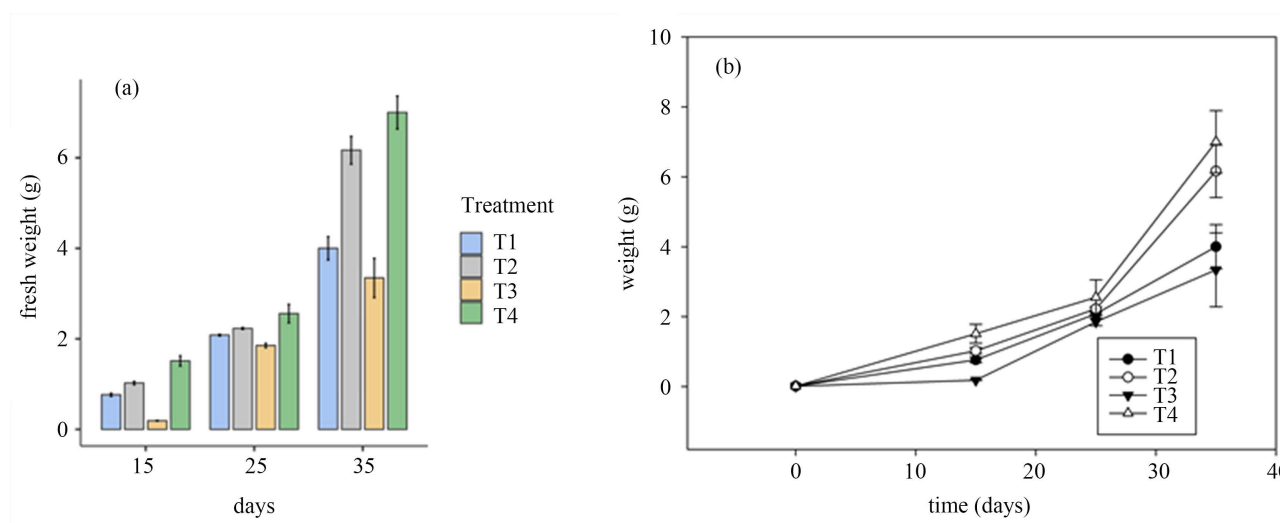 (a)
fresh weight (g)
6
4
2
0
15 25 35
days
Treatment
T1
T2
T3
T4
(b)
weight (g)
10
8
6
4
2
0
0 10 20 30 40
time (days)
T1
T2
T3
T4